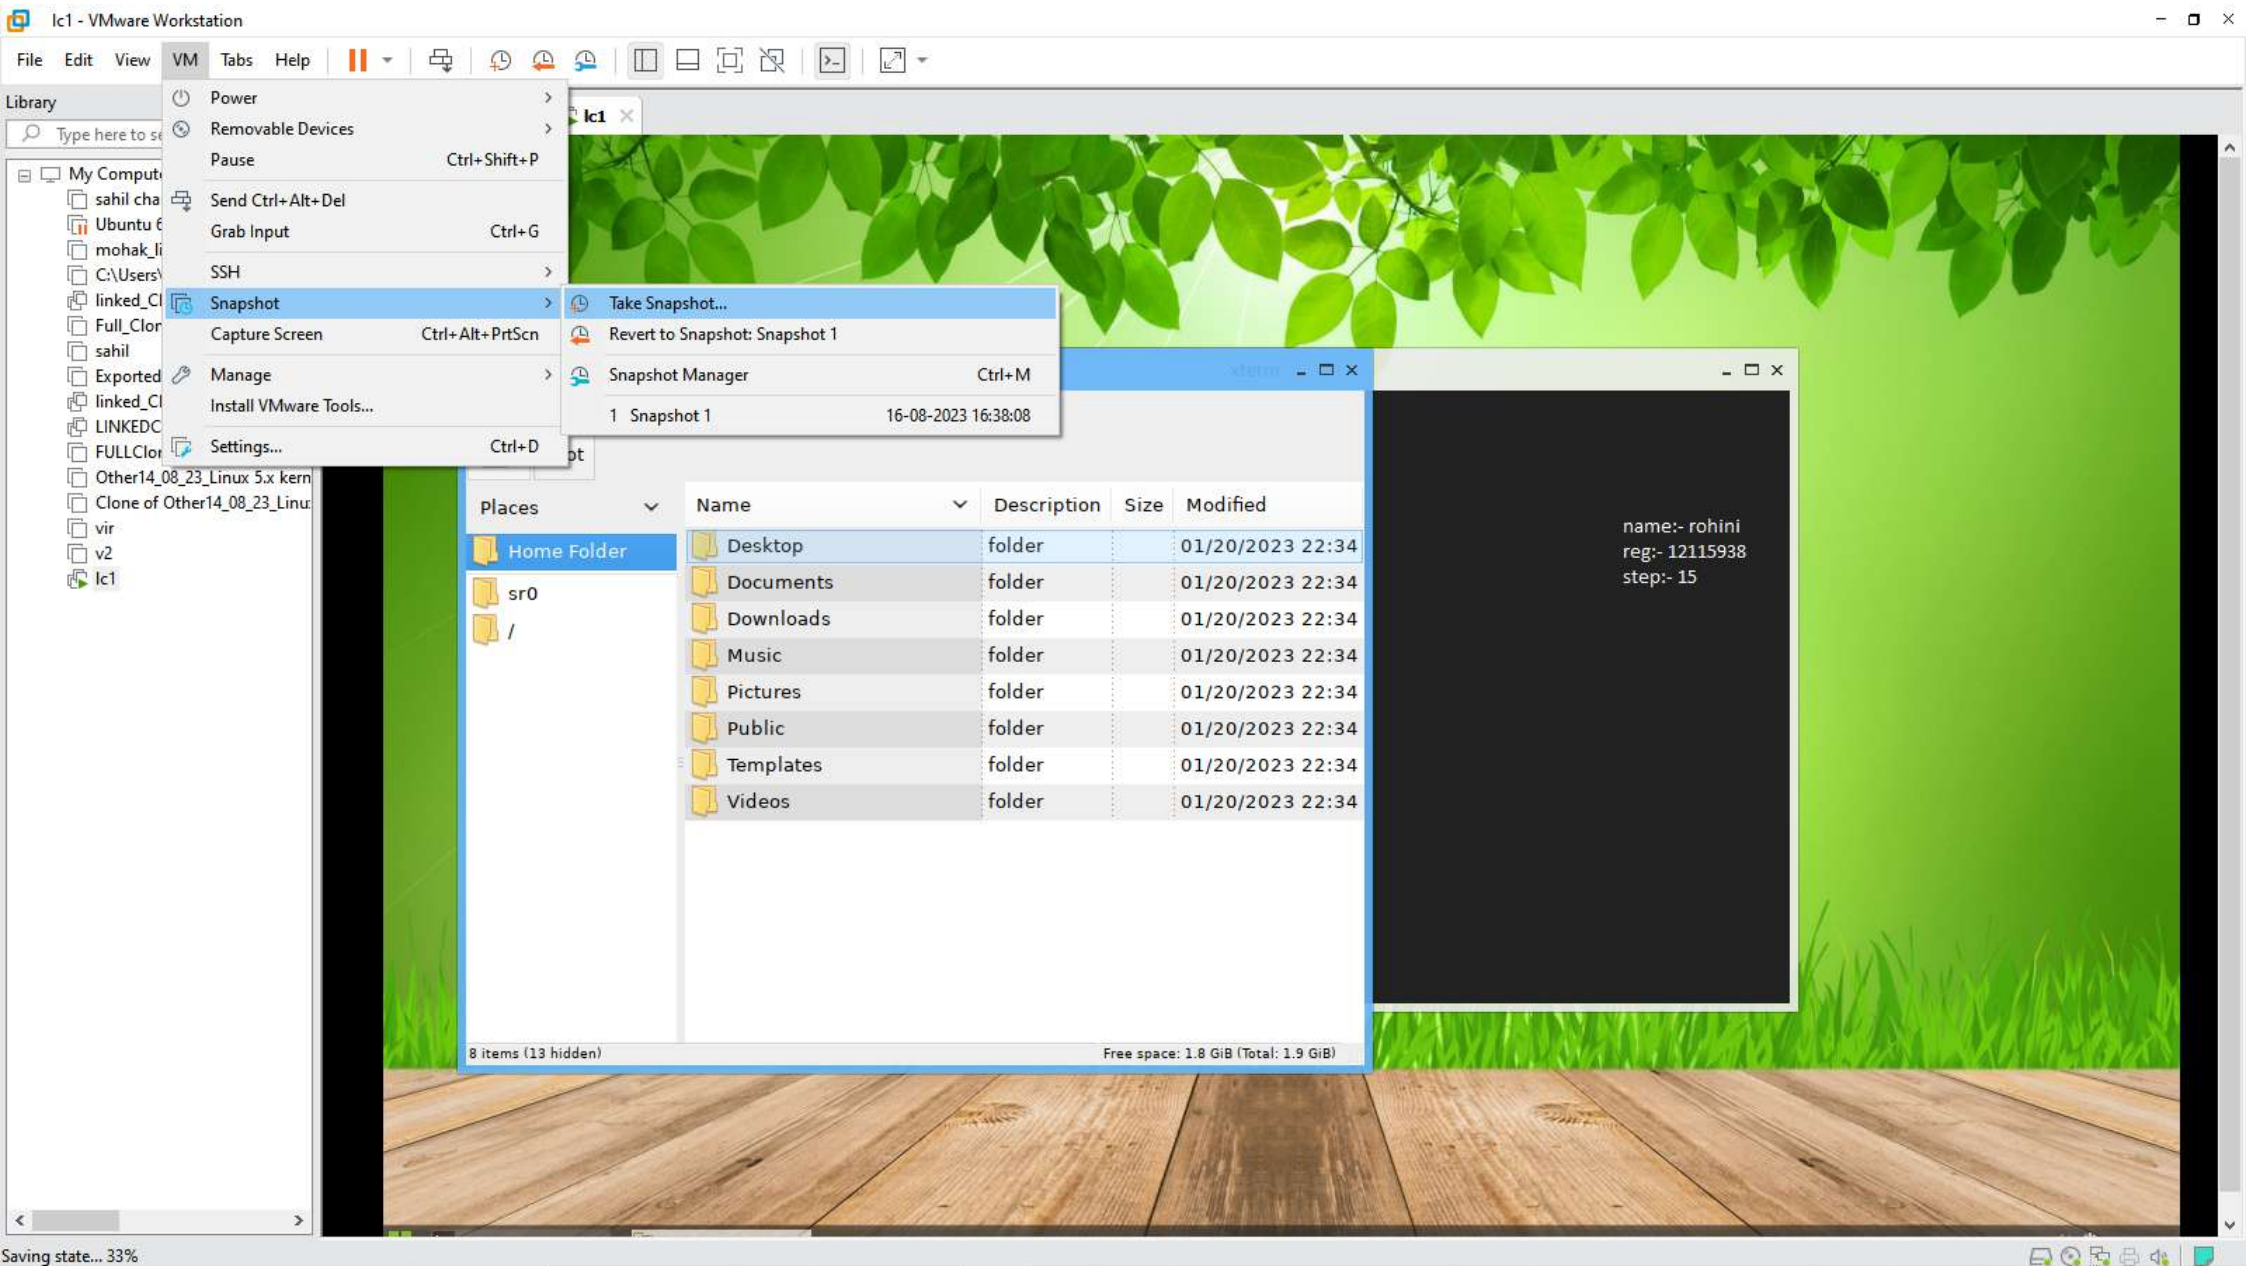 lc1 - VMware Workstation
File Edit View VM Tabs Help
Library
Type here to se
My Compute
sahil cha
Ubuntu 6
mohak_li
C:\Users\
linked_Cl
Full_Clor
sahil
Exported
linked_Cl
LINKEDC
FULLClor
Other14_08_23_Linux 5.x kern
Clone of Other14_08_23_Linu
vir
v2
lc1
Power
Removable Devices
Pause Ctrl+Shift+P
Send Ctrl+Alt+Del
Grab Input Ctrl+G
SSH
Snapshot
Capture Screen Ctrl+Alt+PrtScn
Manage
Install VMware Tools...
Settings... Ctrl+D
Take Snapshot...
Revert to Snapshot: Snapshot 1
Snapshot Manager Ctrl+M
1 Snapshot 1 16-08-2023 16:38:08
lc1
xterm
ot
Places
Home Folder
sr0
/
Name Description Size Modified
Desktop folder 01/20/2023 22:34
Documents folder 01/20/2023 22:34
Downloads folder 01/20/2023 22:34
Music folder 01/20/2023 22:34
Pictures folder 01/20/2023 22:34
Public folder 01/20/2023 22:34
Templates folder 01/20/2023 22:34
Videos folder 01/20/2023 22:34
8 items (13 hidden) Free space: 1.8 GiB (Total: 1.9 GiB)
name:- rohini
reg:- 12115938
step:- 15
Saving state... 33%